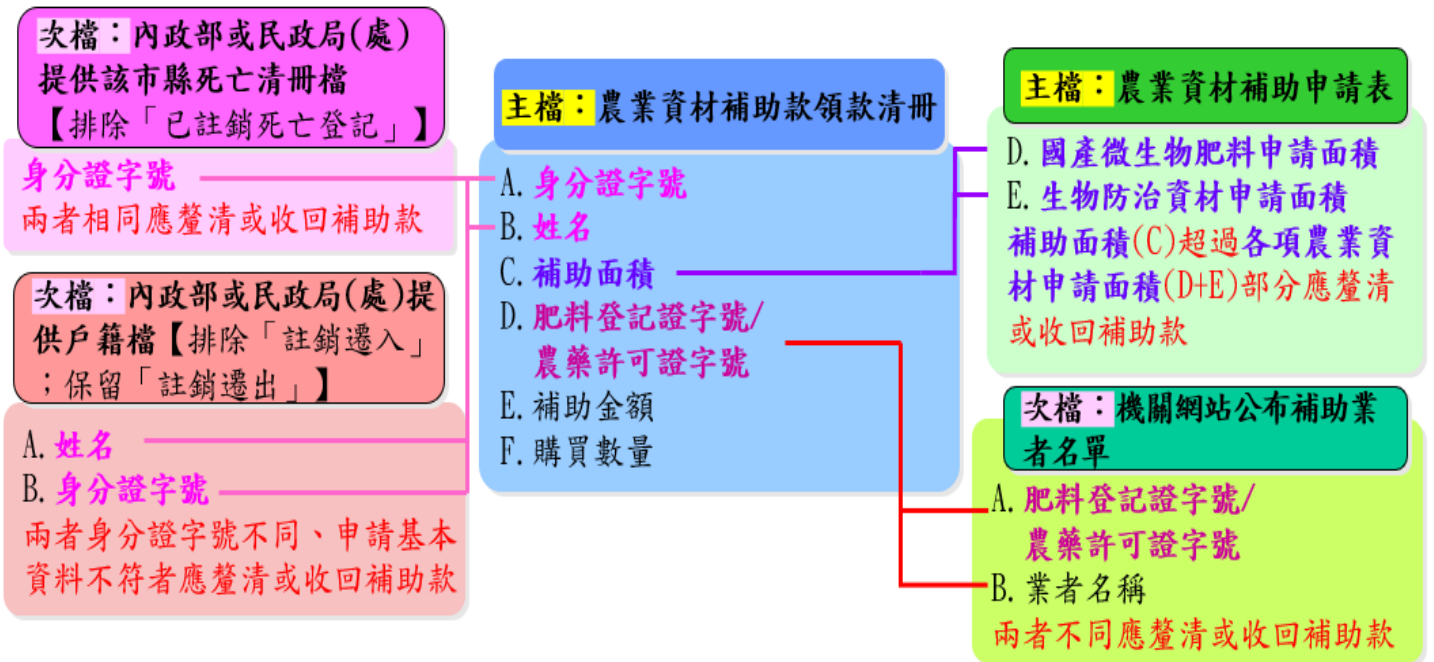 次檔：內政部或民政局(處)
提供該市縣死亡清冊檔
【排除「已註銷死亡登記」】
身分證字號
兩者相同應釐清或收回補助款
次檔：內政部或民政局(處)提
供戶籍檔【排除「註銷遷入」
；保留「註銷遷出」】
A. 姓名
B. 身分證字號
兩者身分證字號不同、申請基本
資料不符者應釐清或收回補助款
主檔：農業資材補助款領款清冊
A. 身分證字號
B. 姓名
C. 補助面積
D. 肥料登記證字號/
農藥許可證字號
E. 補助金額
F. 購買數量
主檔：農業資材補助申請表
D. 國產微生物肥料申請面積
E. 生物防治資材申請面積
補助面積(C)超過各項農業資
材申請面積(D+E)部分應釐清
或收回補助款
次檔：機關網站公布補助業
者名單
A. 肥料登記證字號/
農藥許可證字號
B. 業者名稱
兩者不同應釐清或收回補助款